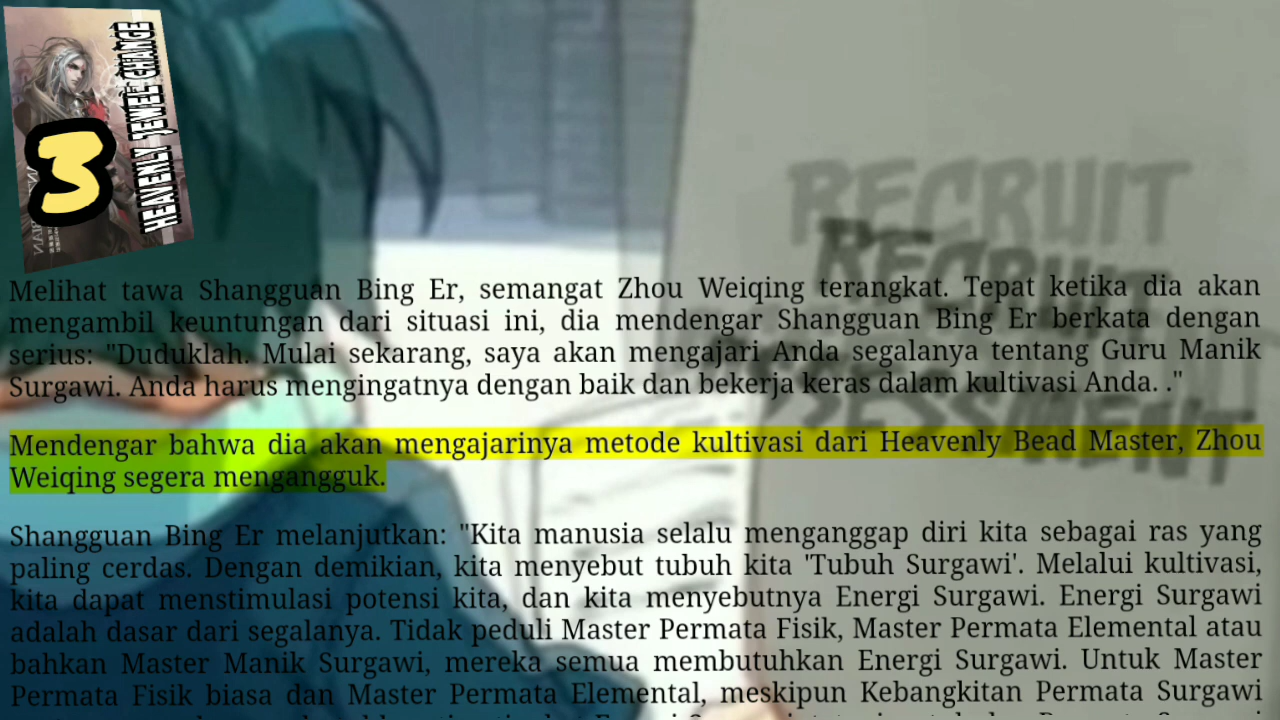 HEAVENLY JEWEL CHANGE
3
RECRUIT
RECRUIT
ASSESSMENT
Melihat tawa Shangguan Bing Er, semangat Zhou Weiqing terangkat. Tepat ketika dia akan
mengambil keuntungan dari situasi ini, dia mendengar Shangguan Bing Er berkata dengan
serius: "Duduklah. Mulai sekarang, saya akan mengajari Anda segalanya tentang Guru Manik
Surgawi. Anda harus mengingatnya dengan baik dan bekerja keras dalam kultivasi Anda. ."
Mendengar bahwa dia akan mengajarinya metode kultivasi dari Heavenly Bead Master, Zhou
Weiqing segera mengangguk.
Shangguan Bing Er melanjutkan: "Kita manusia selalu menganggap diri kita sebagai ras yang
paling cerdas. Dengan demikian, kita menyebut tubuh kita 'Tubuh Surgawi'. Melalui kultivasi,
kita dapat menstimulasi potensi kita, dan kita menyebutnya Energi Surgawi. Energi Surgawi
adalah dasar dari segalanya. Tidak peduli Master Permata Fisik, Master Permata Elemental atau
bahkan Master Manik Surgawi, mereka semua membutuhkan Energi Surgawi. Untuk Master
Permata Fisik biasa dan Master Permata Elemental, meskipun Kebangkitan Permata Surgawi